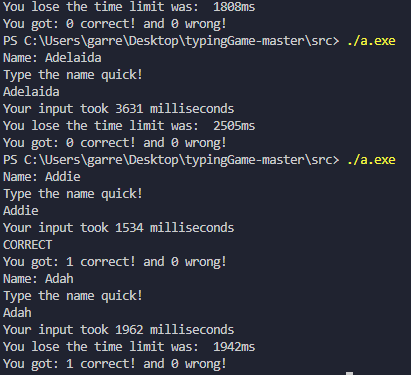 You lose the time limit was:  1808ms
You got: 0 correct! and 0 wrong!
PS C:\Users\garre\Desktop\typingGame-master\src> ./a.exe
Name: Adelaida
Type the name quick!
Adelaida
Your input took 3631 milliseconds
You lose the time limit was:  2505ms
You got: 0 correct! and 0 wrong!
PS C:\Users\garre\Desktop\typingGame-master\src> ./a.exe
Name: Addie
Type the name quick!
Addie
Your input took 1534 milliseconds
CORRECT
You got: 1 correct! and 0 wrong!
Name: Adah
Type the name quick!
Adah
Your input took 1962 milliseconds
You lose the time limit was:  1942ms
You got: 1 correct! and 0 wrong!